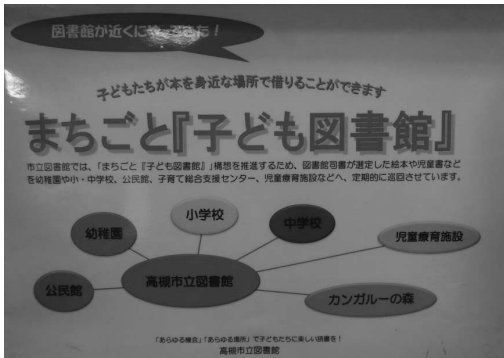 図書館が近くにやってきた！
子どもたちが本を身近な場所で借りることができます
まちごと『子ども図書館』
市立図書館では、「まちごと『子ども図書館』」構想を推進するため、図書館司書が選定した絵本や児童書など
を幼稚園や小・中学校、公民館、子育て総合支援センター、児童療育施設などへ、定期的に巡回させています。
小学校
幼稚園
中学校
児童療育施設
公民館
高槻市立図書館
カンガルーの森
「あらゆる機会」「あらゆる場所」で子どもたちに楽しい読書を！
高槻市立図書館